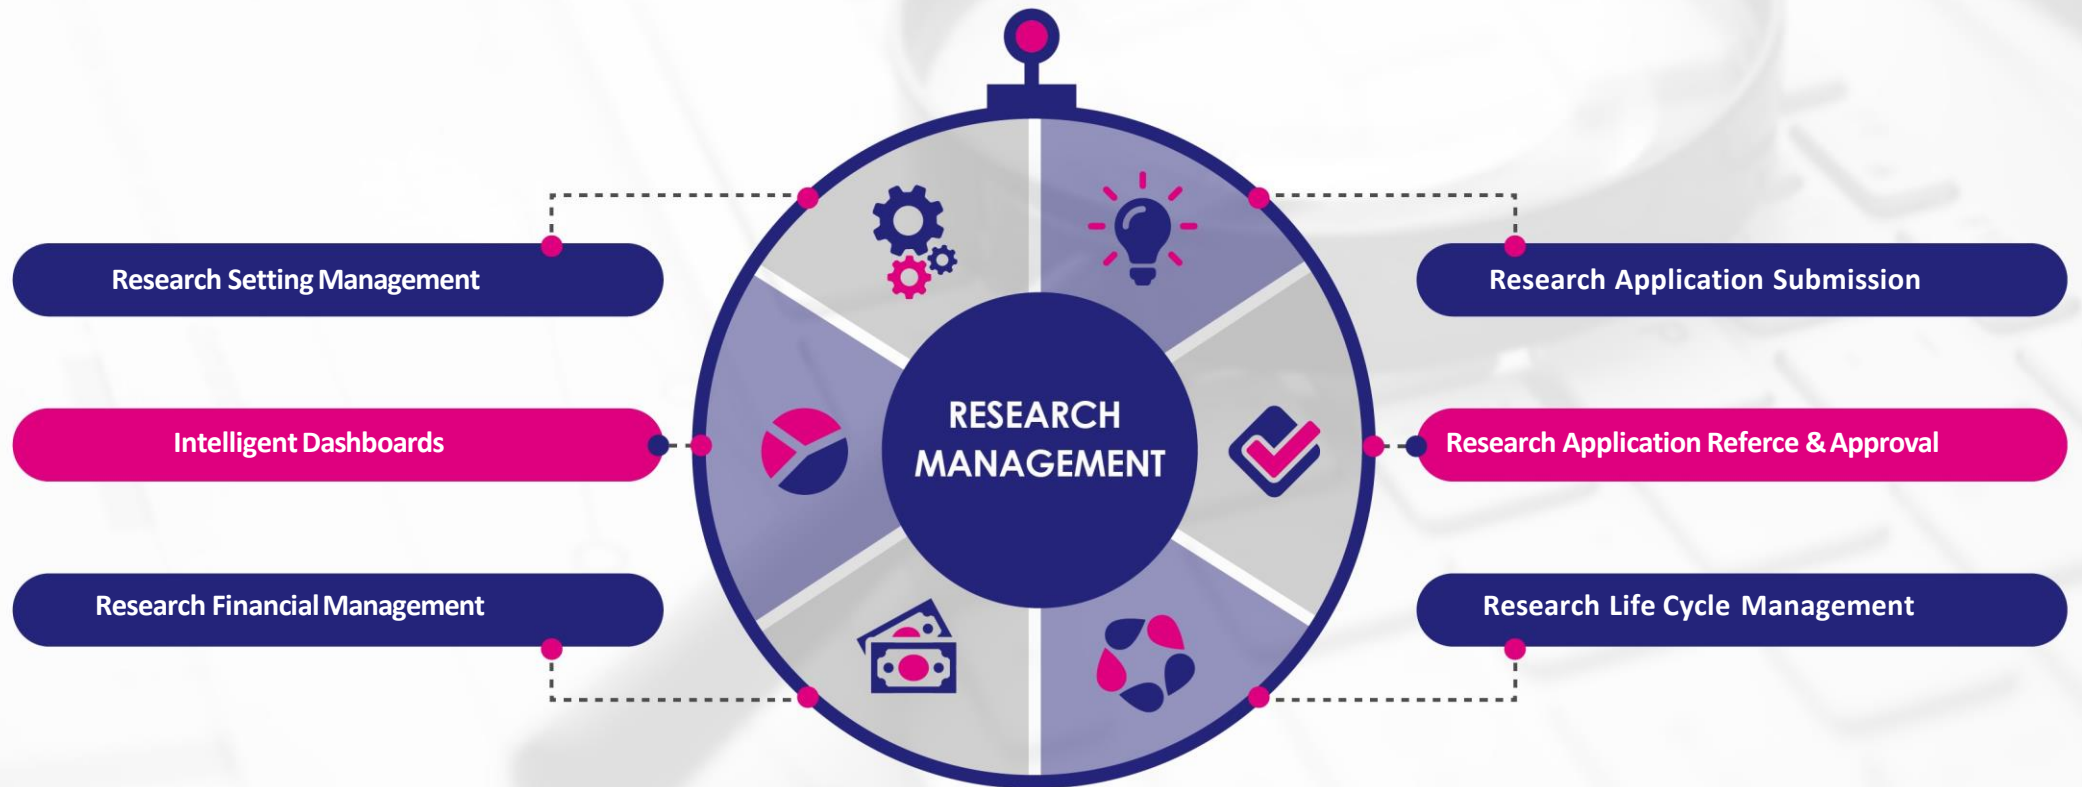 Research Setting Management
Research Application Submission
RESEARCH
MANAGEMENT
Intelligent Dashboards
Research Application Referce & Approval
Research Financial Management
Research Life Cycle Management